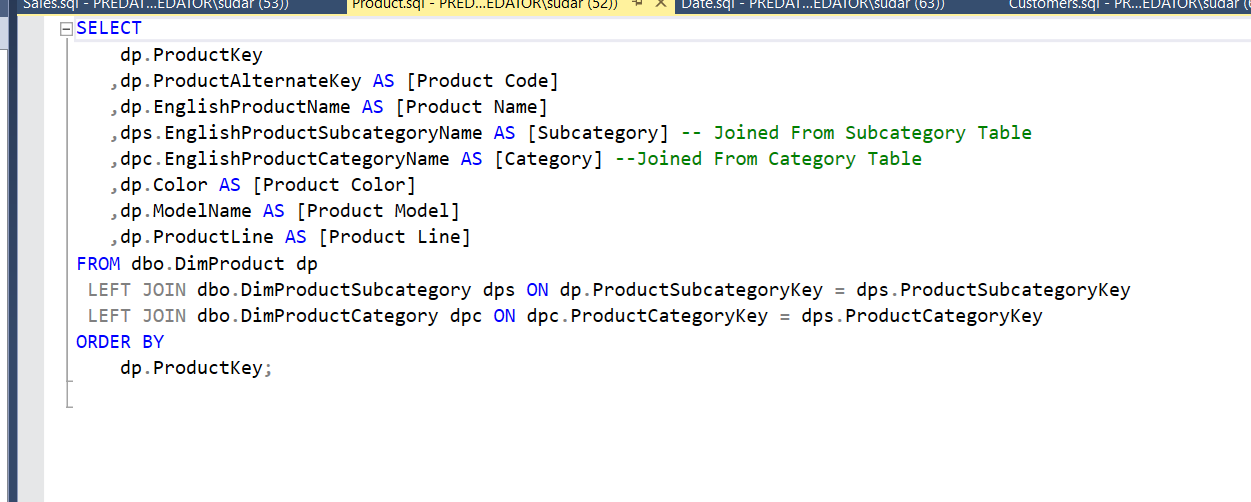 Sales.sql - PREDAT...EDATOR\sudar (53)) Product.sql - PRED...EDATOR\sudar (52)) Date.sql - PREDAT...EDATOR\sudar (63)) Customers.sql - PR...EDATOR\sudar
SELECT
dp.ProductKey
,dp.ProductAlternateKey AS [Product Code]
,dp.EnglishProductName AS [Product Name]
,dps.EnglishProductSubcategoryName AS [Subcategory] -- Joined From Subcategory Table
,dpc.EnglishProductCategoryName AS [Category] --Joined From Category Table
,dp.Color AS [Product Color]
,dp.ModelName AS [Product Model]
,dp.ProductLine AS [Product Line]
FROM dbo.DimProduct dp
LEFT JOIN dbo.DimProductSubcategory dps ON dp.ProductSubcategoryKey = dps.ProductSubcategoryKey
LEFT JOIN dbo.DimProductCategory dpc ON dpc.ProductCategoryKey = dps.ProductCategoryKey
ORDER BY
dp.ProductKey;